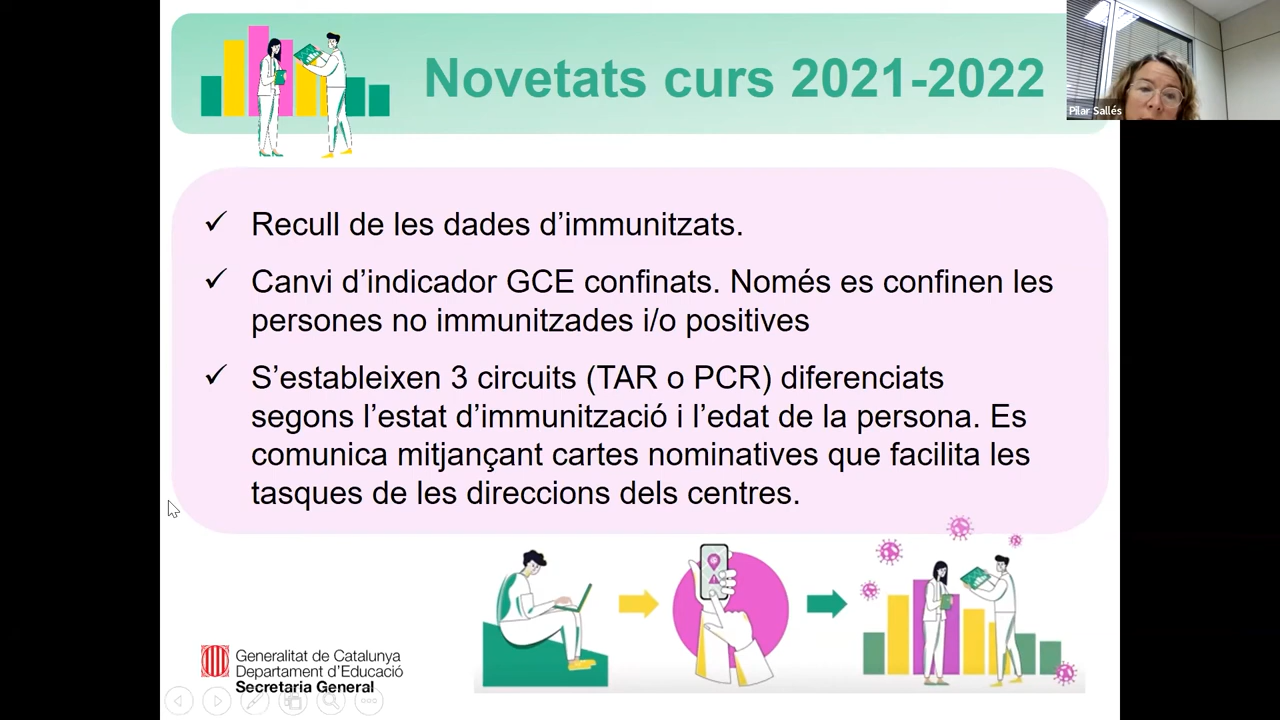 Novetats curs 2021-2022
Pilar Sallés
✓ Recull de les dades d’immunitzats.
✓ Canvi d’indicador GCE confinats. Només es confinen les
persones no immunitzades i/o positives
✓ S’estableixen 3 circuits (TAR o PCR) diferenciats
segons l’estat d’immunització i l’edat de la persona. Es
comunica mitjançant cartes nominatives que facilita les
tasques de les direccions dels centres.
Generalitat de Catalunya
Departament d’Educació
Secretaria General